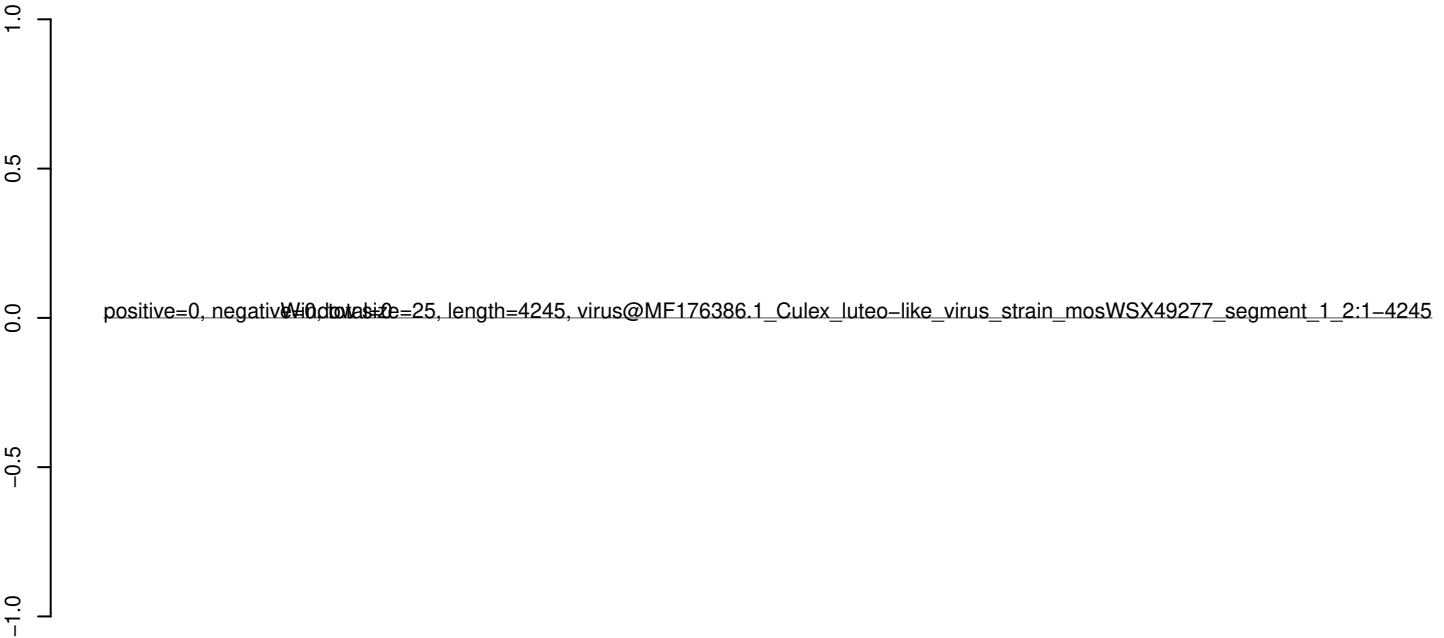 1.0
0.5
0.0
−0.5
−1.0
positive=0, negative=0, total=0
Window size=25, length=4245, virus@MF176386.1_Culex_luteo−like_virus_strain_mosWSX49277_segment_1_2:1−4245